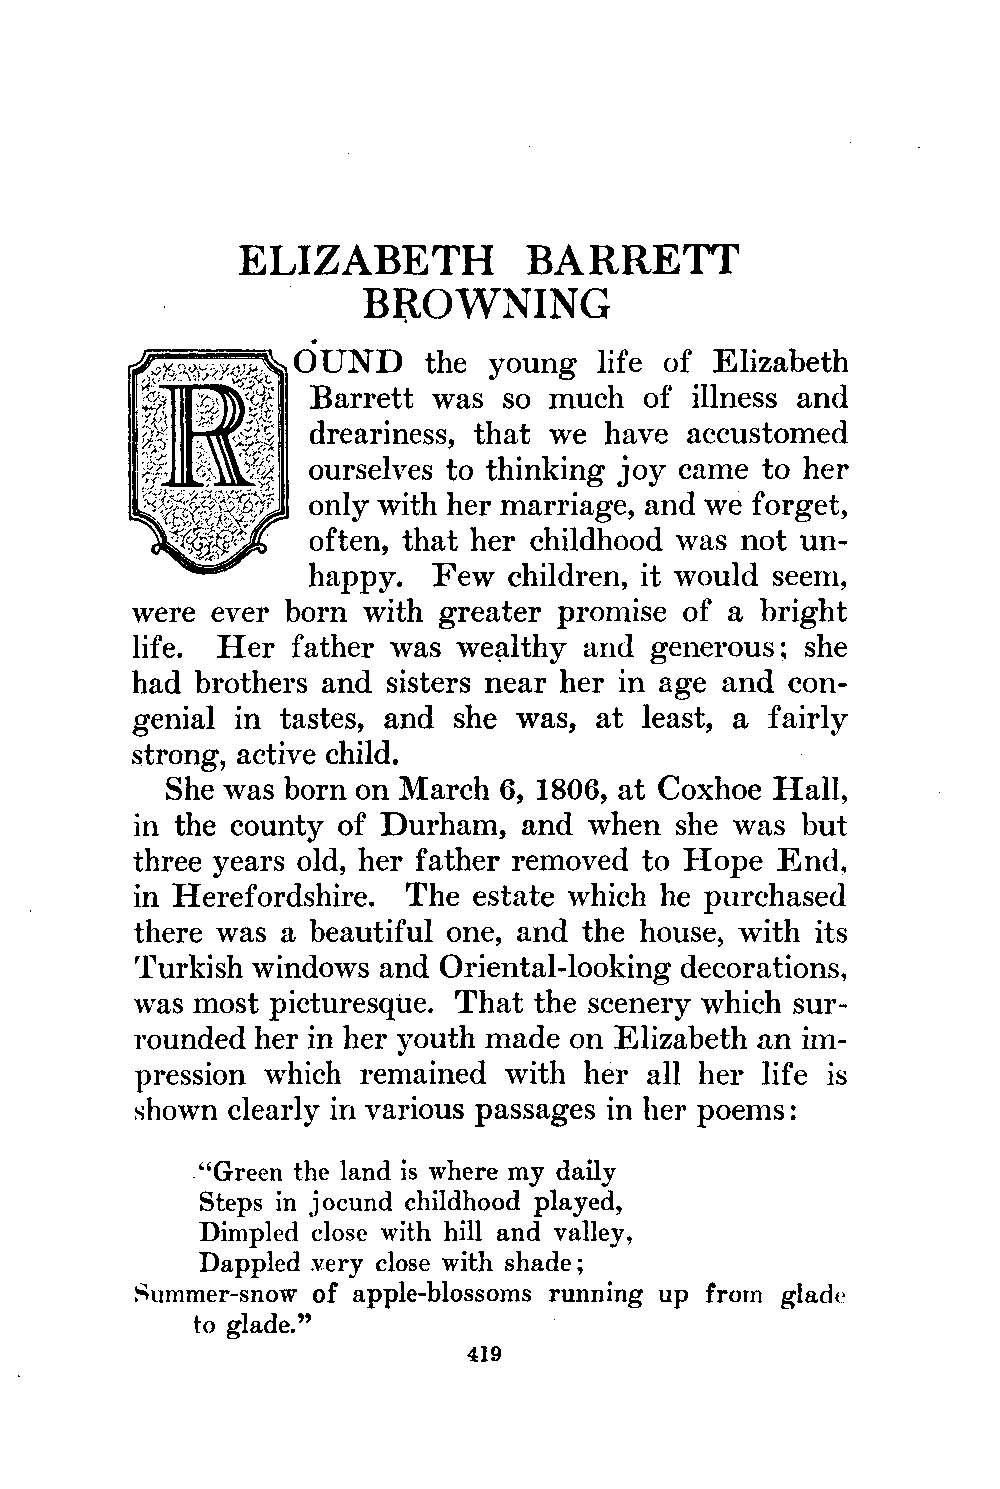 ELIZABETH BARRETT
BROWNING
ROUND the young life of Elizabeth
Barrett was so much of illness and
dreariness, that we have accustomed
ourselves to thinking joy came to her
only with her marriage, and we forget,
often, that her childhood was not un-
happy. Few children, it would seem,
were ever born with greater promise of a bright
life. Her father was wealthy and generous; she
had brothers and sisters near her in age and con-
genial in tastes, and she was, at least, a fairly
strong, active child.
She was born on March 6, 1806, at Coxhoe Hall,
in the county of Durham, and when she was but
three years old, her father removed to Hope End,
in Herefordshire. The estate which he purchased
there was a beautiful one, and the house, with its
Turkish windows and Oriental-looking decorations,
was most picturesque. That the scenery which sur-
rounded her in her youth made on Elizabeth an im-
pression which remained with her all her life is
shown clearly in various passages in her poems:
"Green the land is where my daily
Steps in jocund childhood played,
Dimpled close with hill and valley,
Dappled very close with shade;
Summer-snow of apple-blossoms running up from glade
to glade."
419